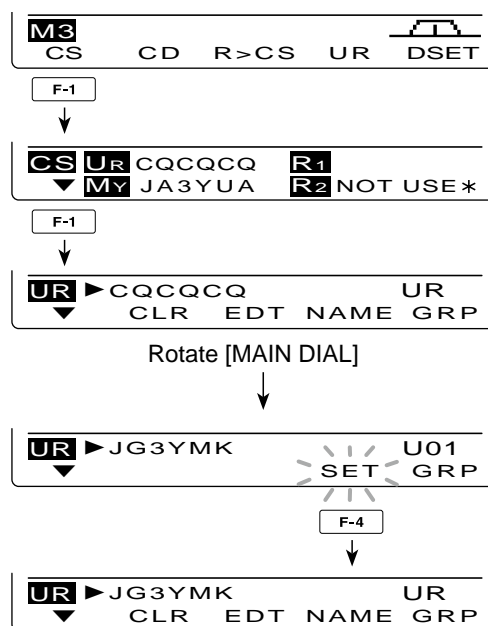 M3
CS CD R>CS UR DSET
F-1
CS UR CQCQCQ R1
▼ MY JA3YUA R2 NOT USE*
F-1
UR ►CQCQCQ UR
▼ CLR EDT NAME GRP
Rotate [MAIN DIAL]
UR ►JG3YMK U01
▼ SET GRP
F-4
UR ►JG3YMK UR
▼ CLR EDT NAME GRP